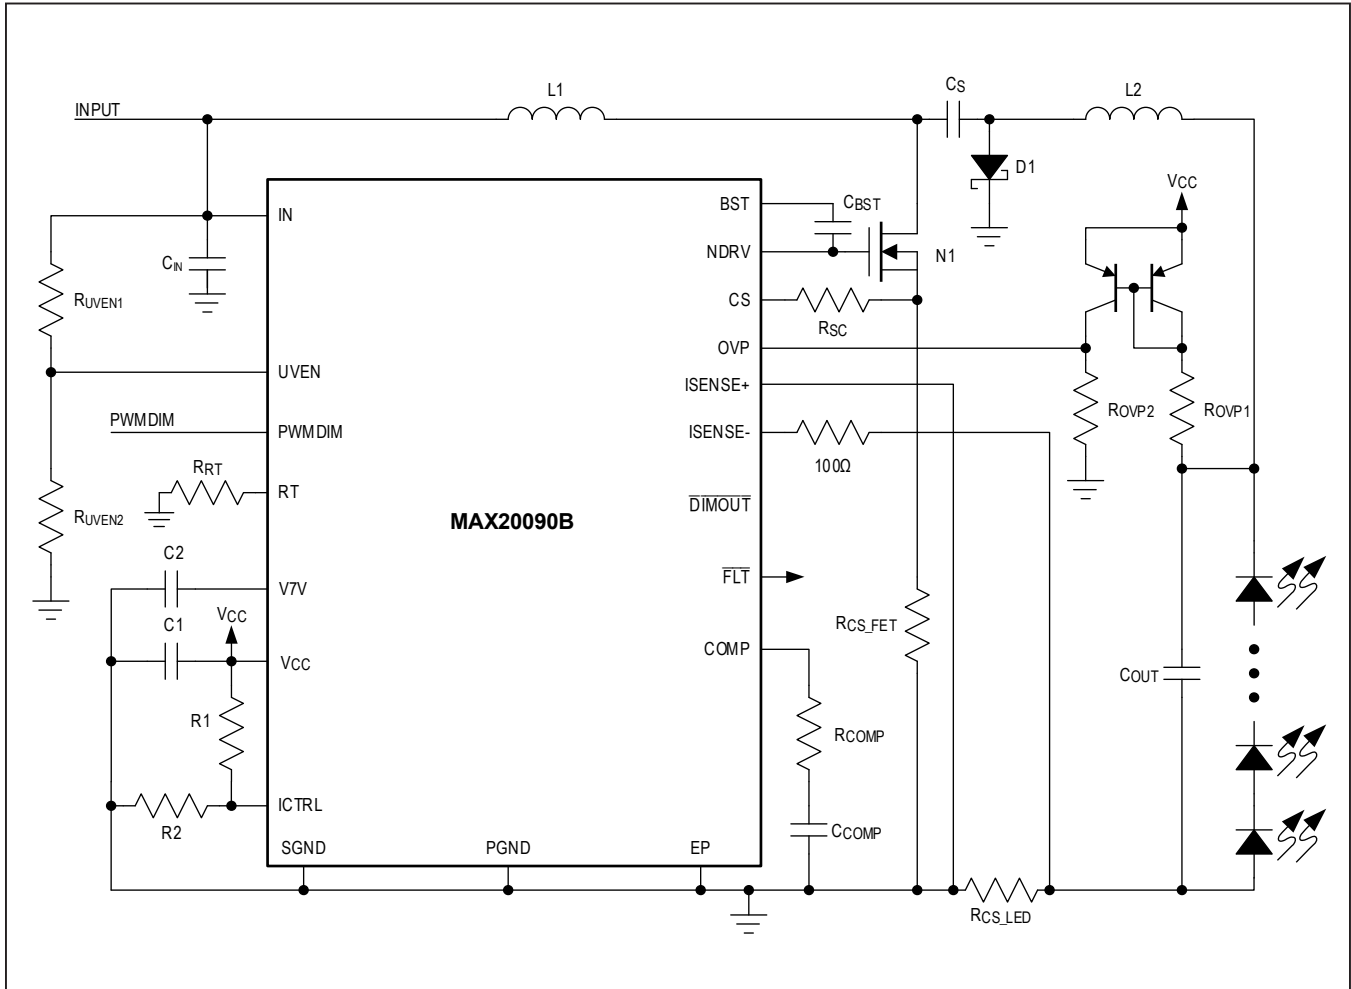 L1
CS
L2
INPUT
D1
VCC
BST
CBST
IN
NDRV
N1
CIN
CS
RUVEN1
RSC
OVP
UVEN
ISENSE+
ROVP2
ROVP1
PWMDIM
PWMDIM
ISENSE-
100Ω
RRT
RT
DIMOUT
RUVEN2
MAX20090B
C2
V7V
FLT
VCC
C1
RCS_FET
VCC
COMP
COUT
R1
RCOMP
ICTRL
R2
CCOMP
SGND
PGND
EP
RCS_LED